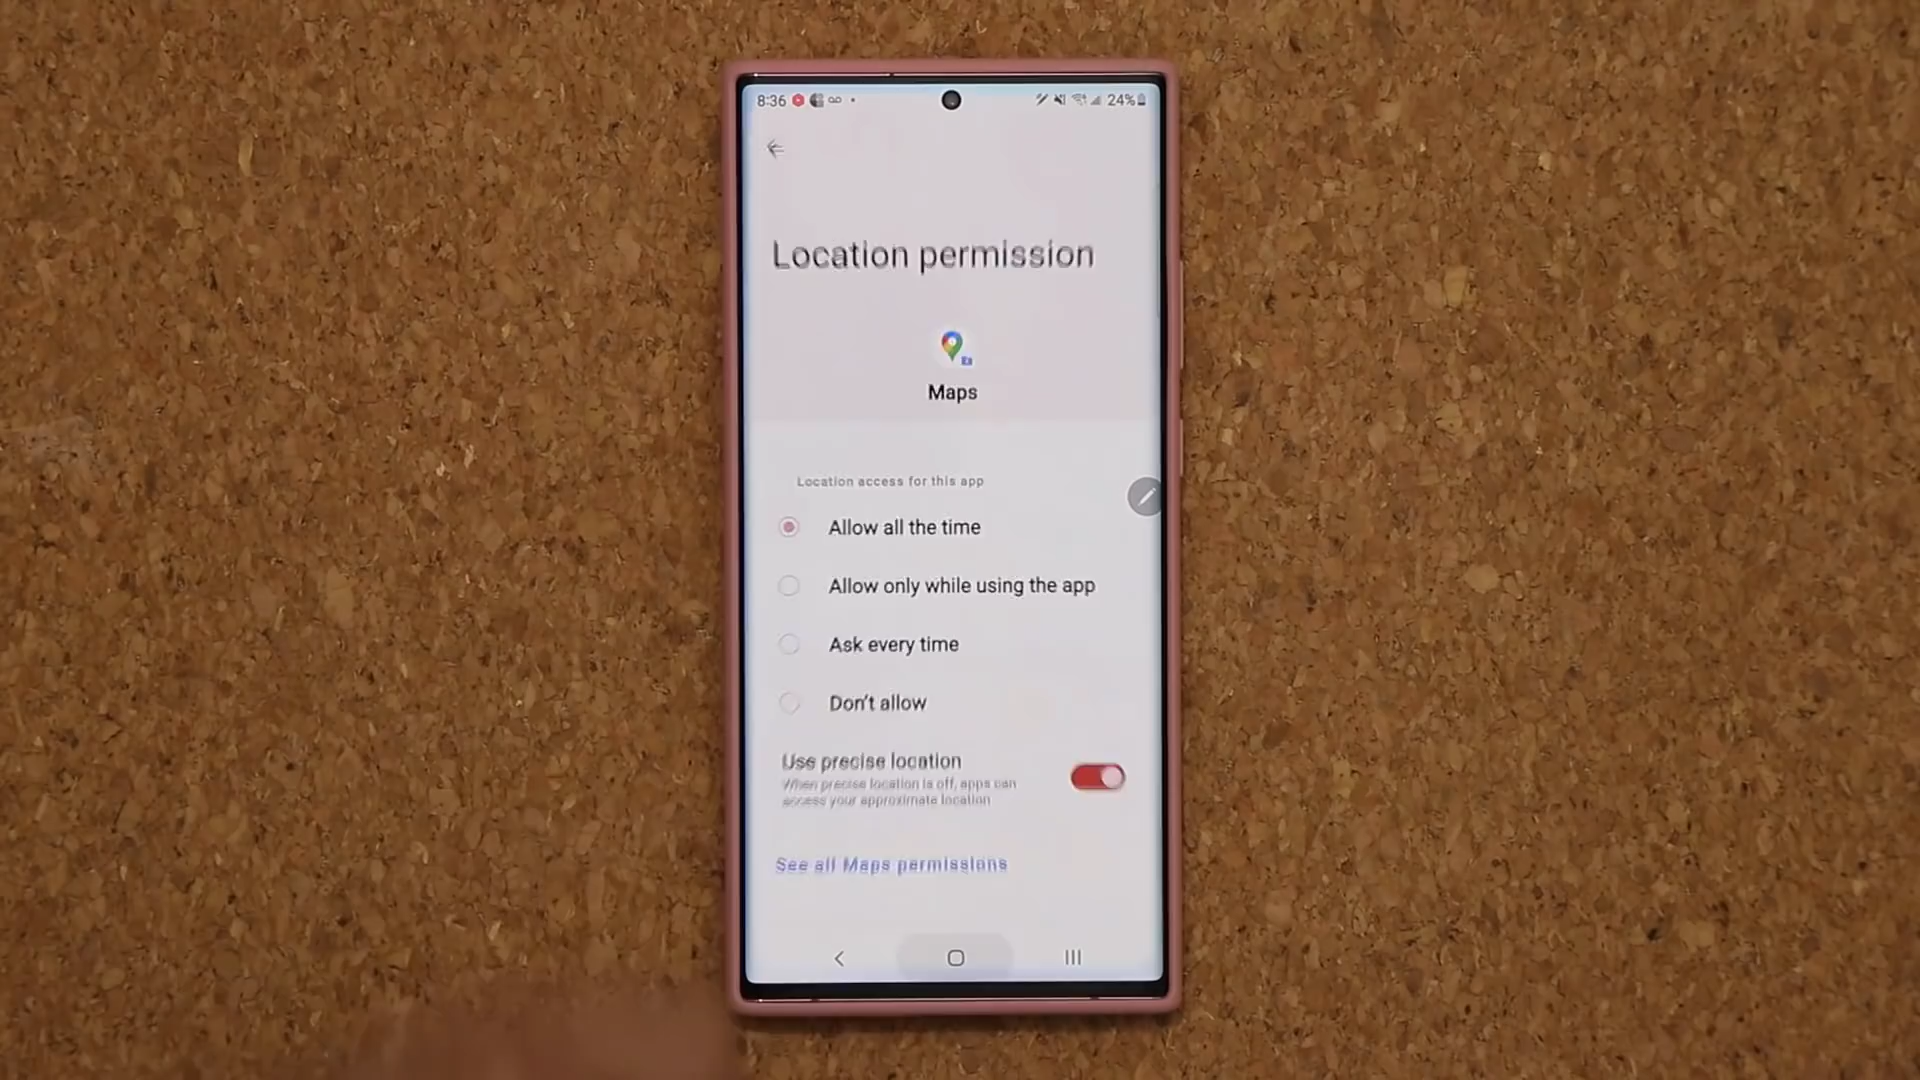 8:36
24%
Location permission
Maps
Location access for this app
Allow all the time
Allow only while using the app
Ask every time
Don't allow
Use precise location
When precise location is off, apps can
access your approximate location
See all Maps permissions